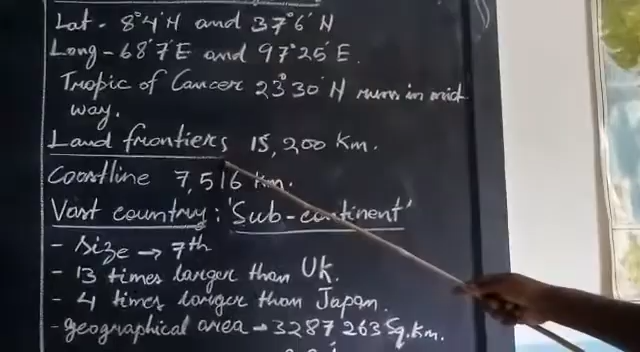 Lat - 8°4'N and 37°6' N
Long - 68°7'E and 97°25' E.
Tropic of Cancer 23°30' N runs in mid
way.
Land frontiers 15,200 Km.
Coastline 7,516 km.
Vast country: 'Sub-continent'
- Size → 7th
- 13 times larger than UK.
- 4 times larger than Japan.
- geographical area → 3287263 Sq.Km.